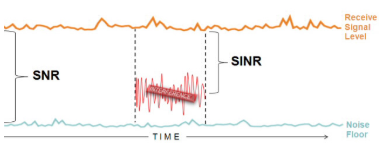 Receive
Signal
Level
SNR
SINR
Noise
Floor
TIME